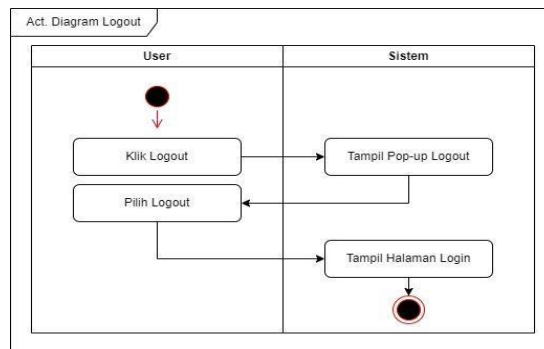 Act. Diagram Logout
User
Sistem
Klik Logout
Tampil Pop-up Logout
Pilih Logout
Tampil Halaman Login